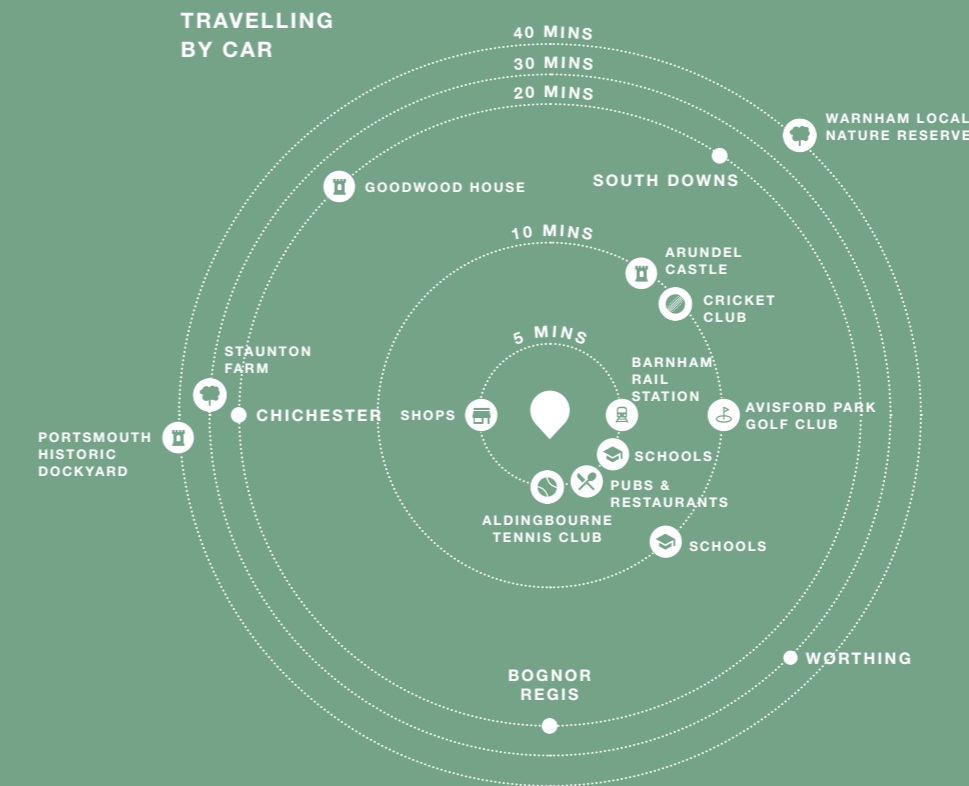 TRAVELLING
BY CAR
40 MINS
30 MINS
20 MINS
WARNHAM LOCAL
NATURE RESERVE
SOUTH DOWNS
GOODWOOD HOUSE
10 MINS
ARUNDEL
CASTLE
CRICKET
CLUB
5 MINS
STAUNTON
FARM
BARNHAM
RAIL
STATION
CHICHESTER
SHOPS
AVISFORD PARK
GOLF CLUB
PORTSMOUTH
HISTORIC
DOCKYARD
SCHOOLS
PUBS &
RESTAURANTS
ALDINGBOURNE
TENNIS CLUB
SCHOOLS
WORTHING
BOGNOR
REGIS